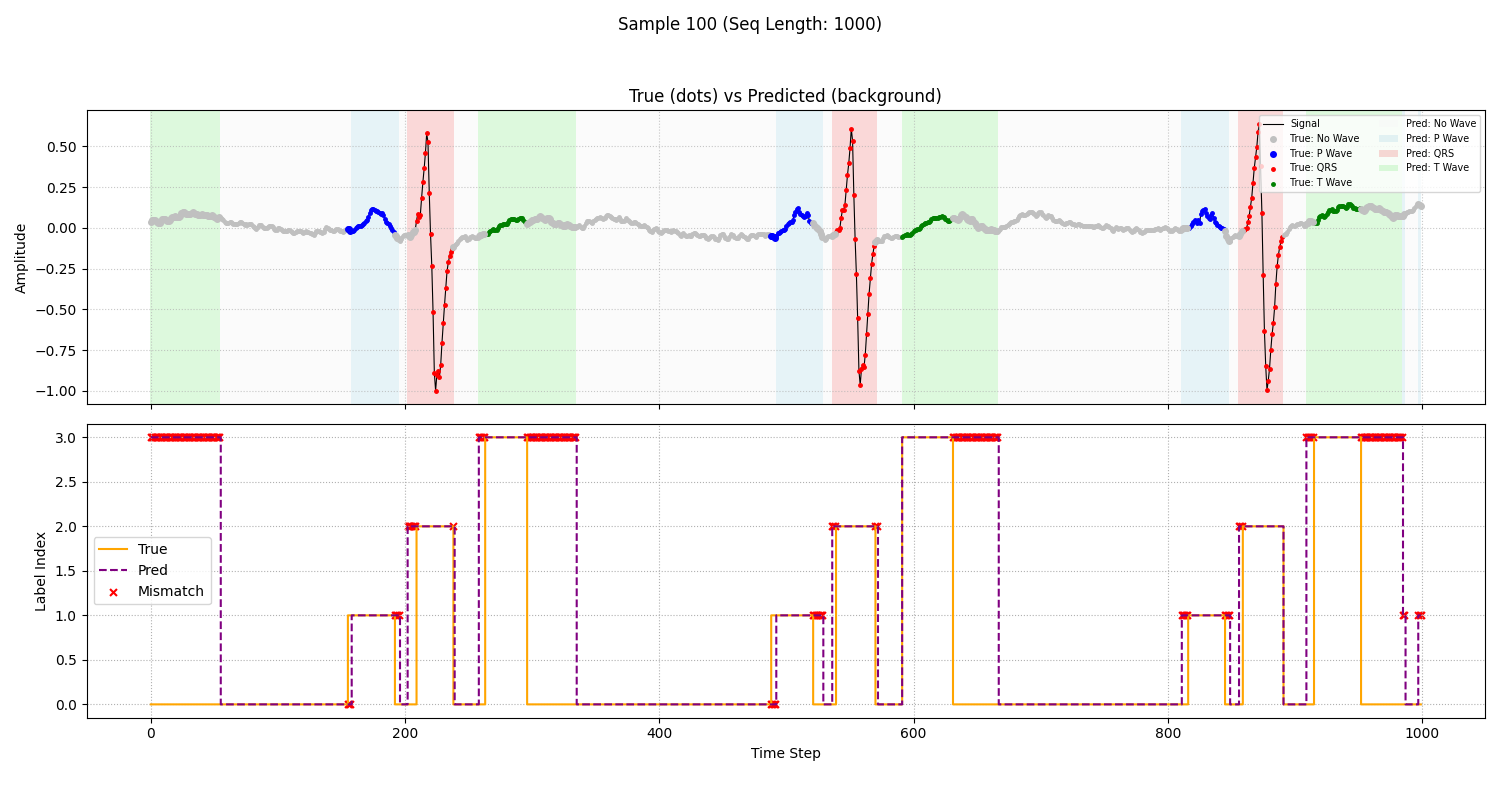 Sample 100 (Seq Length: 1000)
True (dots) vs Predicted (background)
Amplitude
0.50
0.25
0.00
−0.25
−0.50
−0.75
−1.00
Signal
True: No Wave
True: P Wave
True: QRS
True: T Wave
Pred: No Wave
Pred: P Wave
Pred: QRS
Pred: T Wave
Label Index
3.0
2.5
2.0
1.5
1.0
0.5
0.0
True
Pred
Mismatch
0 200 400 600 800 1000
Time Step